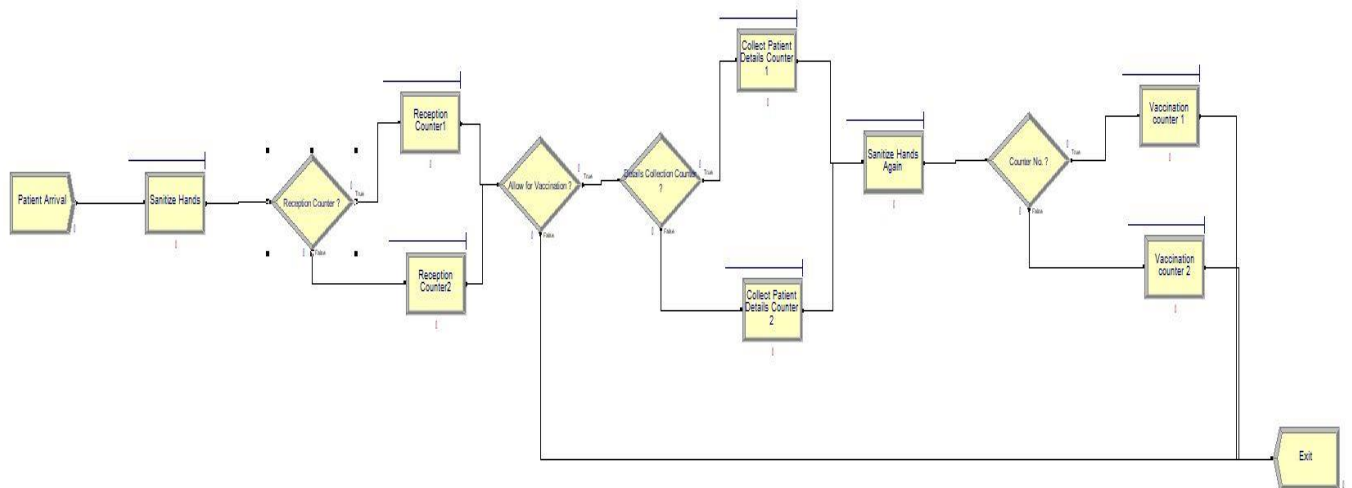 Patient Arrival
Sanitize Hands
Reception Counter ?
True
False
Reception
Counter1
Reception
Counter2
Allow for Vaccination ?
True
False
Details Collection Counter
?
True
False
Collect Patient
Details Counter
1
Collect Patient
Details Counter
2
Sanitize Hands
Again
Counter No. ?
True
False
Vaccination
counter 1
Vaccination
counter 2
Exit